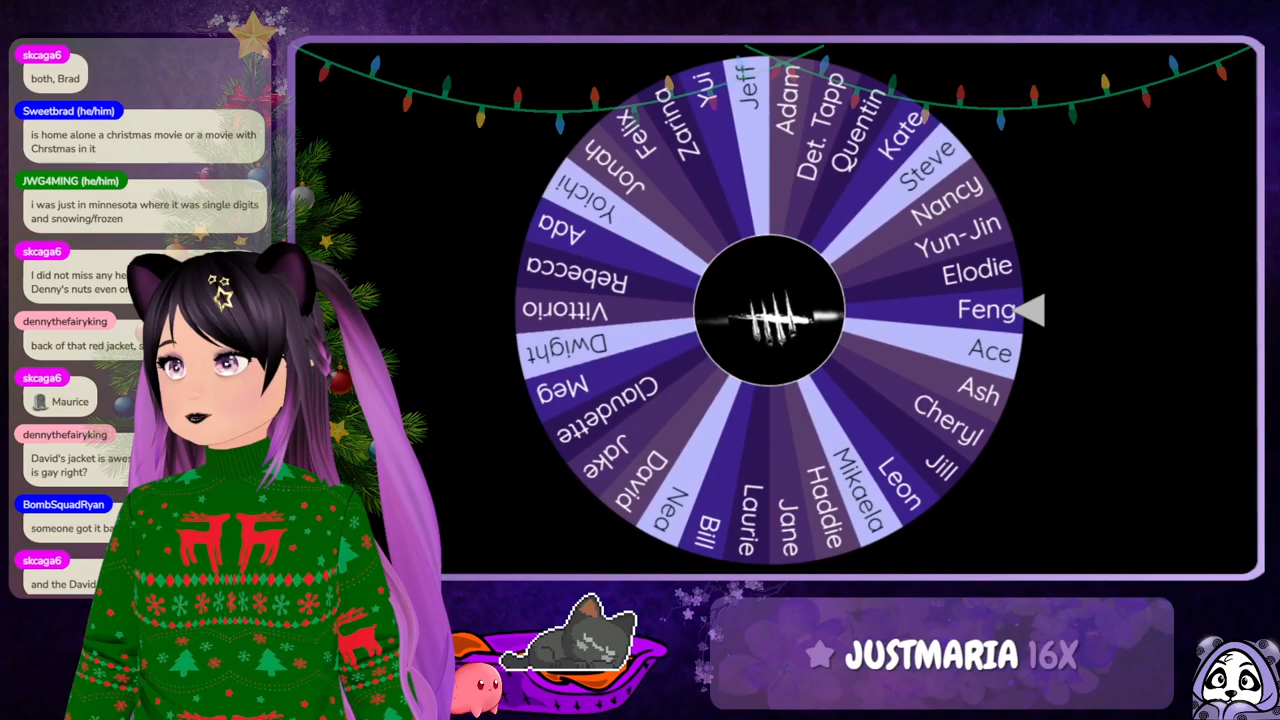 skcaga6
both, Brad
Sweetbrad (he/him)
is home alone a christmas movie or a movie with
Chrstmas in it
JWG4MING (he/him)
i was just in minnesota where it was single digits
and snowing/frozen
skcaga6
I did not miss any
Denny's nuts even
dennythefairyking
back of that red jacket,
skcaga6
Maurice
dennythefairyking
David's jacket is
is gay right?
BombSquadRyan
someone got it
skcaga6
and the David
Jeff
Adam
Det. Tapp
Quentin
Kate
Steve
Nancy
Yun-Jin
Elodie
Feng
Ace
Ash
Cheryl
Jill
Leon
Mikaela
Haddie
Jane
Laurie
Bill
Nea
David
Jake
Claudette
Meg
Dwight
Vittorio
Rebecca
Ada
Yoichi
Jonah
Felix
Zarina
Yui
JUSTMARIA 16X